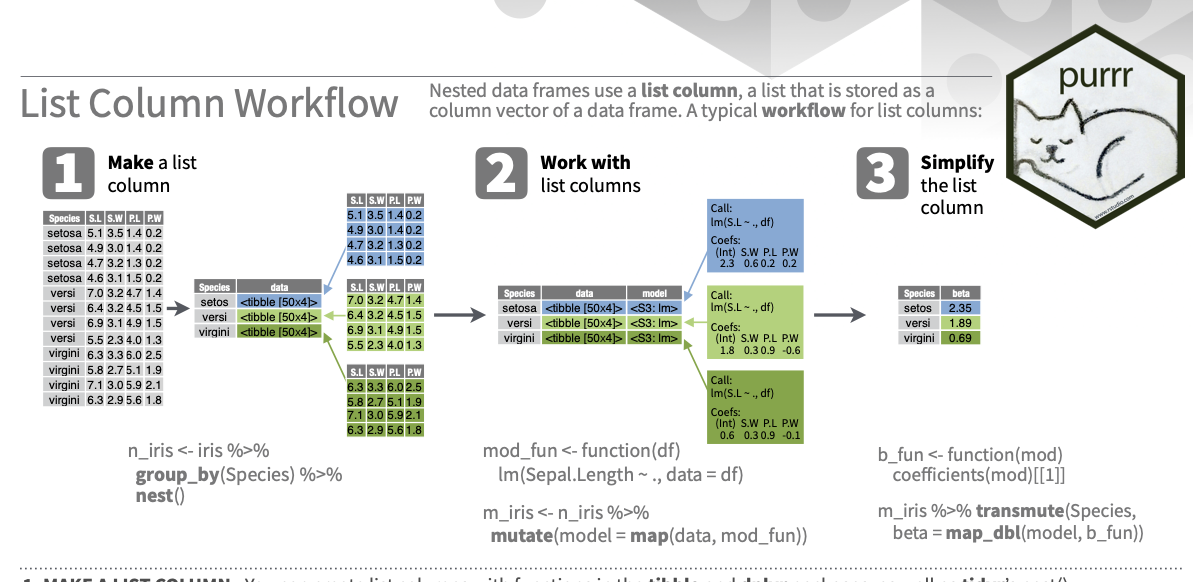 purrr
www.rstudio.com
List Column Workflow
Nested data frames use a list column, a list that is stored as a
column vector of a data frame. A typical workflow for list columns:
1 Make a list
column
Species S.L S.W P.L P.W
setosa 5.1 3.5 1.4 0.2
setosa 4.9 3.0 1.4 0.2
setosa 4.7 3.2 1.3 0.2
setosa 4.6 3.1 1.5 0.2
versi 7.0 3.2 4.7 1.4
versi 6.4 3.2 4.5 1.5
versi 6.9 3.1 4.9 1.5
versi 5.5 2.3 4.0 1.3
virgini 6.3 3.3 6.0 2.5
virgini 5.8 2.7 5.1 1.9
virgini 7.1 3.0 5.9 2.1
virgini 6.3 2.9 5.6 1.8
Species data
setos <tibble [50x4]>
versi <tibble [50x4]>
virgini <tibble [50x4]>
S.L S.W P.L P.W
5.1 3.5 1.4 0.2
4.9 3.0 1.4 0.2
4.7 3.2 1.3 0.2
4.6 3.1 1.5 0.2
S.L S.W P.L P.W
7.0 3.2 4.7 1.4
6.4 3.2 4.5 1.5
6.9 3.1 4.9 1.5
5.5 2.3 4.0 1.3
S.L S.W P.L P.W
6.3 3.3 6.0 2.5
5.8 2.7 5.1 1.9
7.1 3.0 5.9 2.1
6.3 2.9 5.6 1.8
n_iris <- iris %>%
group_by(Species) %>%
nest()
2 Work with
list columns
Species data model
setosa <tibble [50x4]> <S3: lm>
versi <tibble [50x4]> <S3: lm>
virgini <tibble [50x4]> <S3: lm>
Call:
lm(S.L ~ ., df)
Coefs:
(Int) S.W P.L P.W
2.3 0.6 0.2 0.2
Call:
lm(S.L ~ ., df)
Coefs:
(Int) S.W P.L P.W
1.8 0.3 0.9 -0.6
Call:
lm(S.L ~ ., df)
Coefs:
(Int) S.W P.L P.W
0.6 0.3 0.9 -0.1
mod_fun <- function(df)
lm(Sepal.Length ~ ., data = df)
m_iris <- n_iris %>%
mutate(model = map(data, mod_fun))
3 Simplify
the list
column
Species beta
setos 2.35
versi 1.89
virgini 0.69
b_fun <- function(mod)
coefficients(mod)[[1]]
m_iris %>% transmute(Species,
beta = map_dbl(model, b_fun))